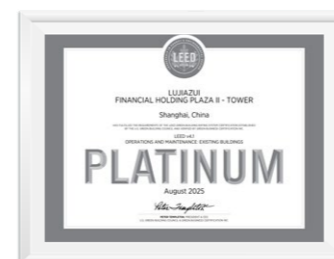 LEED
LUJIAZUI
FINANCIAL HOLDING PLAZA II - TOWER
Shanghai, China
LEED v4.1
OPERATIONS AND MAINTENANCE: EXISTING BUILDINGS
PLATINUM
August 2025